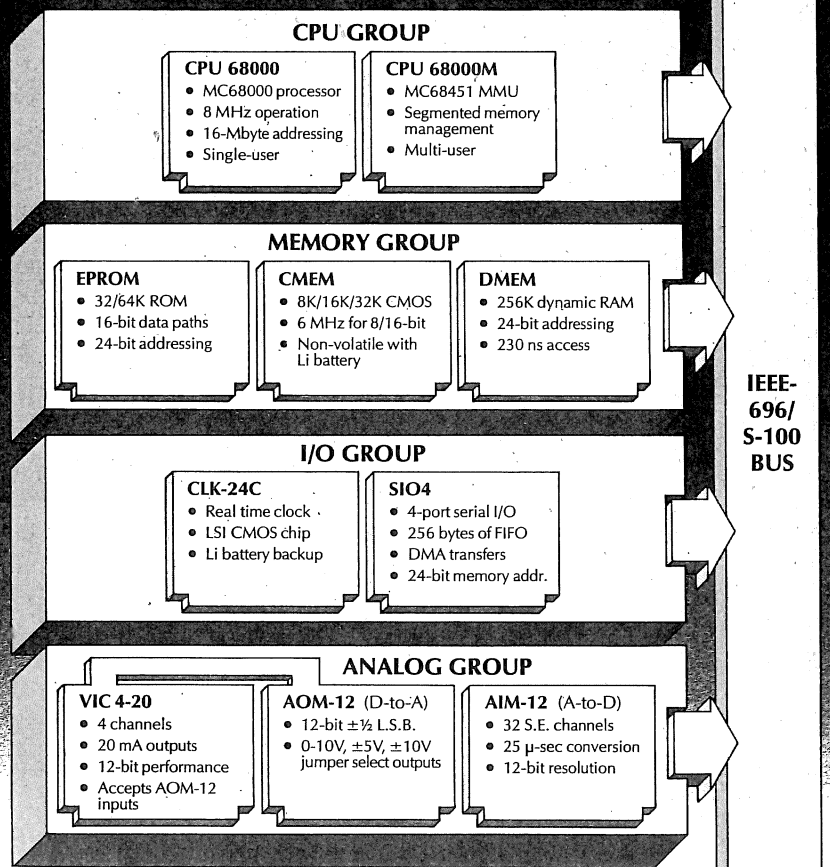 CPU GROUP
CPU 68000
• MC68000 processor
• 8 MHz operation
• 16-Mbyte addressing
• Single-user
CPU 68000M
• MC68451 MMU
• Segmented memory
management
• Multi-user
MEMORY GROUP
EPROM
• 32/64K ROM
• 16-bit data paths
• 24-bit addressing
CMEM
• 8K/16K/32K CMOS
• 6 MHz for 8/16-bit
• Non-volatile with
Li battery
DMEM
• 256K dynamic RAM
• 24-bit addressing
• 230 ns access
I/O GROUP
CLK-24C
• Real time clock
• LSI CMOS chip
• Li battery backup
SIO4
• 4-port serial I/O
• 256 bytes of FIFO
• DMA transfers
• 24-bit memory addr.
ANALOG GROUP
VIC 4-20
• 4 channels
• 20 mA outputs
• 12-bit performance
• Accepts AOM-12
inputs
AOM-12 (D-to-A)
• 12-bit ±½ L.S.B.
• 0-10V, ±5V, ±10V
jumper select outputs
AIM-12 (A-to-D)
• 32 S.E. channels
• 25 μ-sec conversion
• 12-bit resolution
IEEE-
696/
S-100
BUS